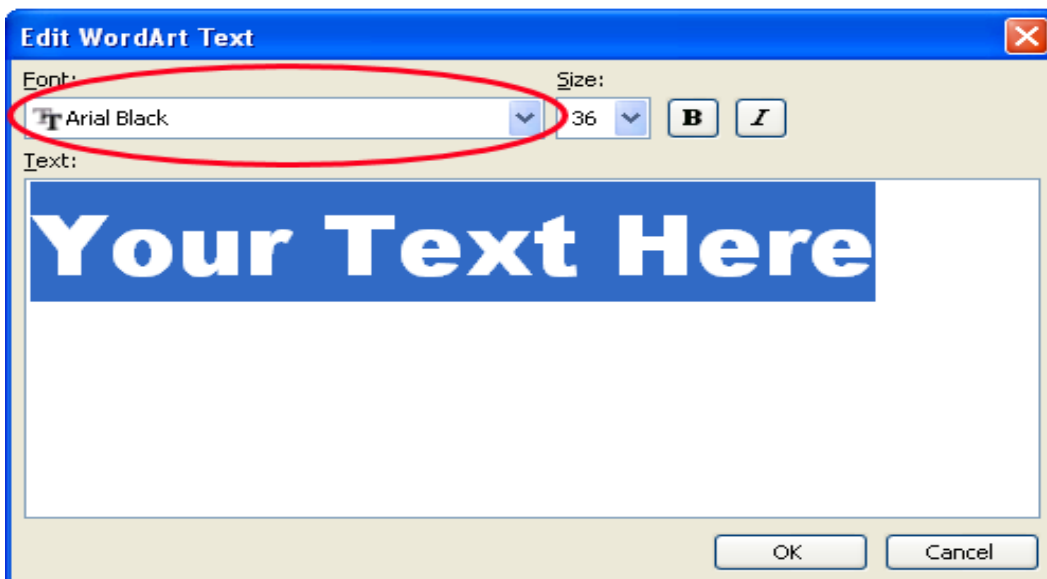 Edit WordArt Text
Font: Size:
Arial Black 36 B I
Text:
Your Text Here
OK Cancel